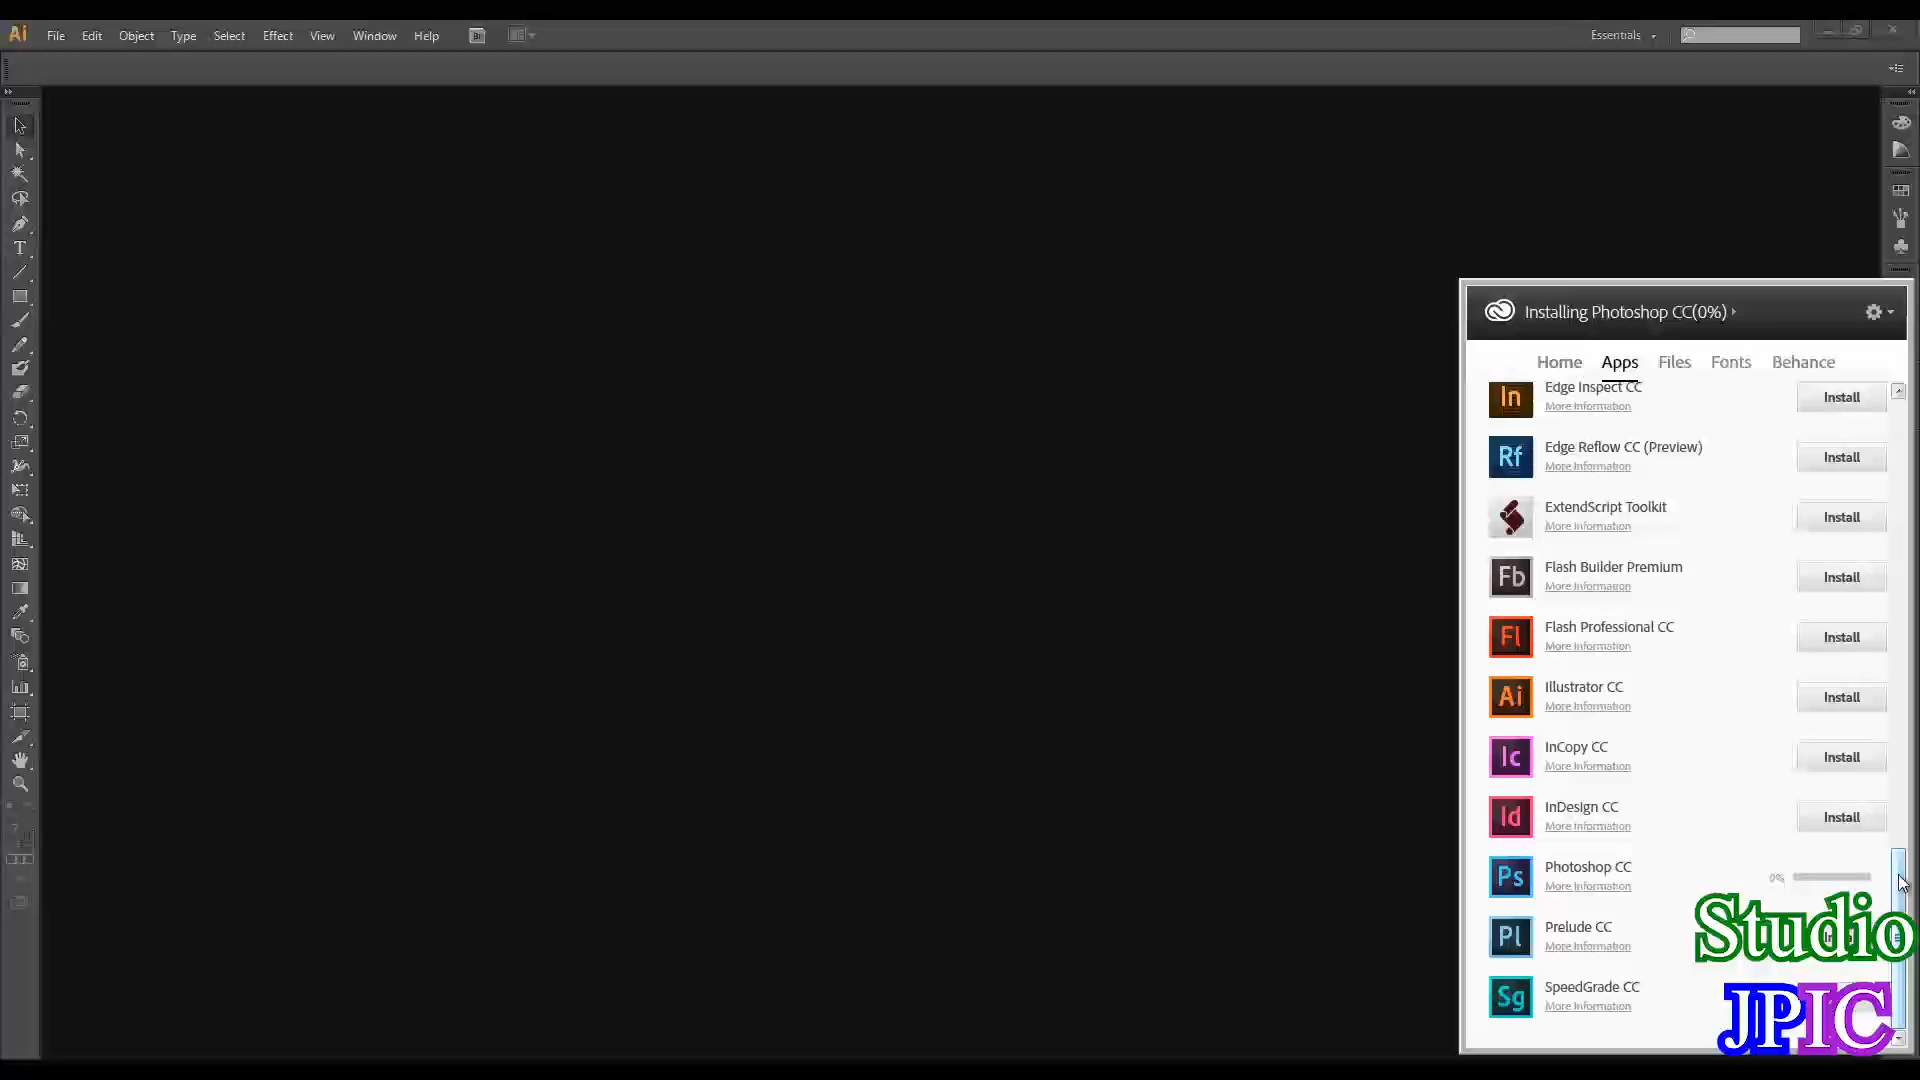 Ai File Edit Object Type Select Effect View Window Help Br Essentials
T
Installing Photoshop CC(0%)
Home Apps Files Fonts Behance
In Edge Inspect CC Install
More Information
Rf Edge Reflow CC (Preview) Install
More Information
ExtendScript Toolkit Install
More Information
Fb Flash Builder Premium Install
More Information
Fl Flash Professional CC Install
More Information
Ai Illustrator CC Install
More Information
Ic InCopy CC Install
More Information
Id InDesign CC Install
More Information
Ps Photoshop CC 0%
More Information
Pl Prelude CC
More Information
Sg SpeedGrade CC
More Information
Studio
JPIC